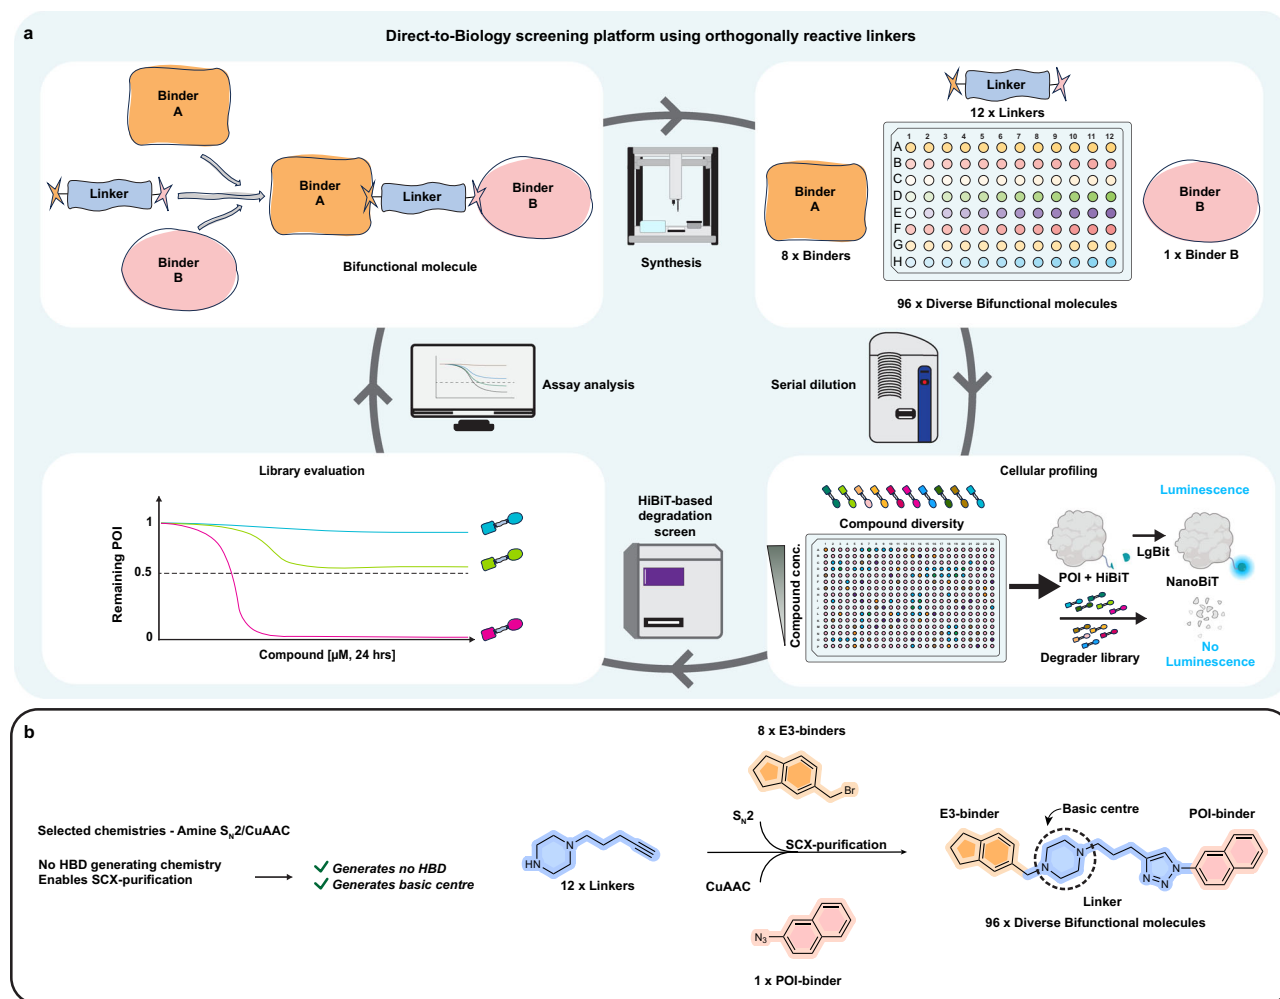 a
Direct-to-Biology screening platform using orthogonally reactive linkers
Binder
A
Linker
Binder
B
Binder
A
Linker
Binder
B
Bifunctional molecule
Synthesis
Linker
12 x Linkers
1 2 3 4 5 6 7 8 9 10 11 12
A
B
C
D
E
F
G
H
Binder
A
8 x Binders
Binder
B
1 x Binder B
96 x Diverse Bifunctional molecules
Assay analysis
Serial dilution
Library evaluation
Remaining POI
1
0.5
0
Compound [µM, 24 hrs]
HiBiT-based
degradation
screen
Cellular profiling
Compound diversity
Compound conc.
Luminescence
LgBit
POI + HiBiT
NanoBiT
Degrader library
No
Luminescence
b
Selected chemistries - Amine SN2/CuAAC
No HBD generating chemistry
Enables SCX-purification
Generates no HBD
Generates basic centre
N
HN
12 x Linkers
8 x E3-binders
Br
SN2
SCX-purification
CuAAC
N3
1 x POI-binder
E3-binder
Basic centre
POI-binder
N
N
N
N
N
Linker
96 x Diverse Bifunctional molecules